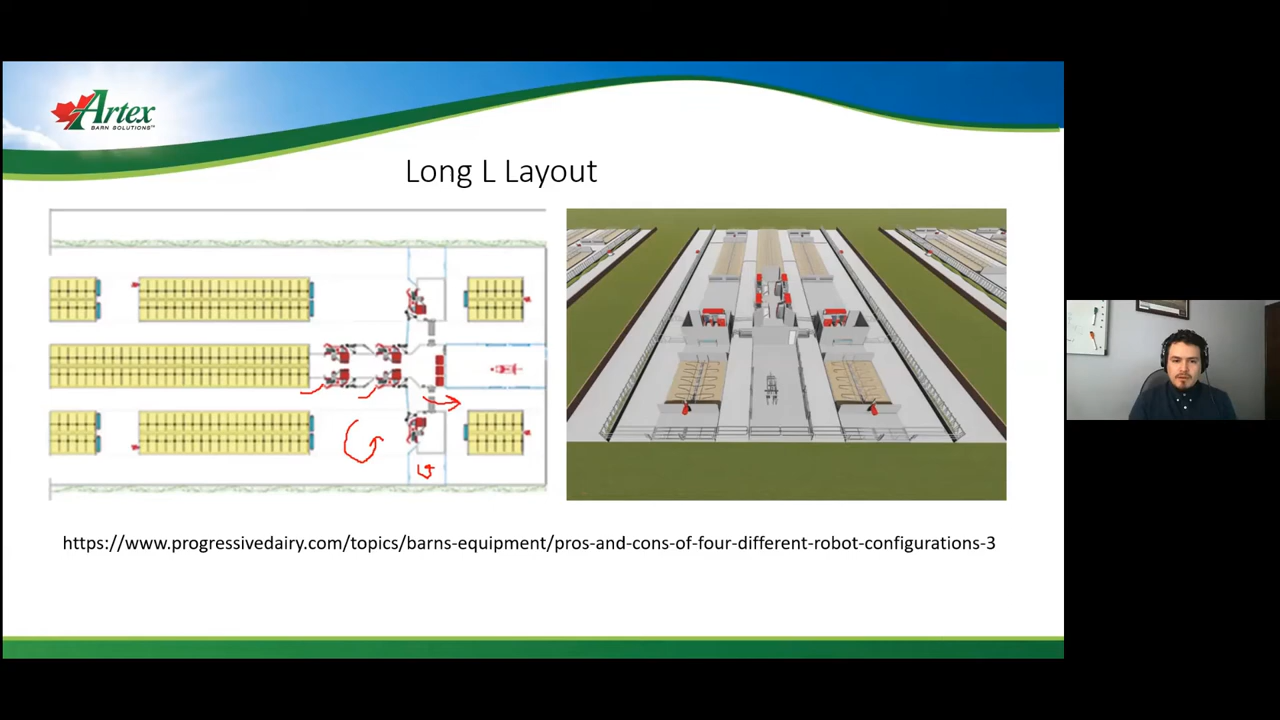 Artex
BARN SOLUTIONS™
Long L Layout
https://www.progressivedairy.com/topics/barns-equipment/pros-and-cons-of-four-different-robot-configurations-3